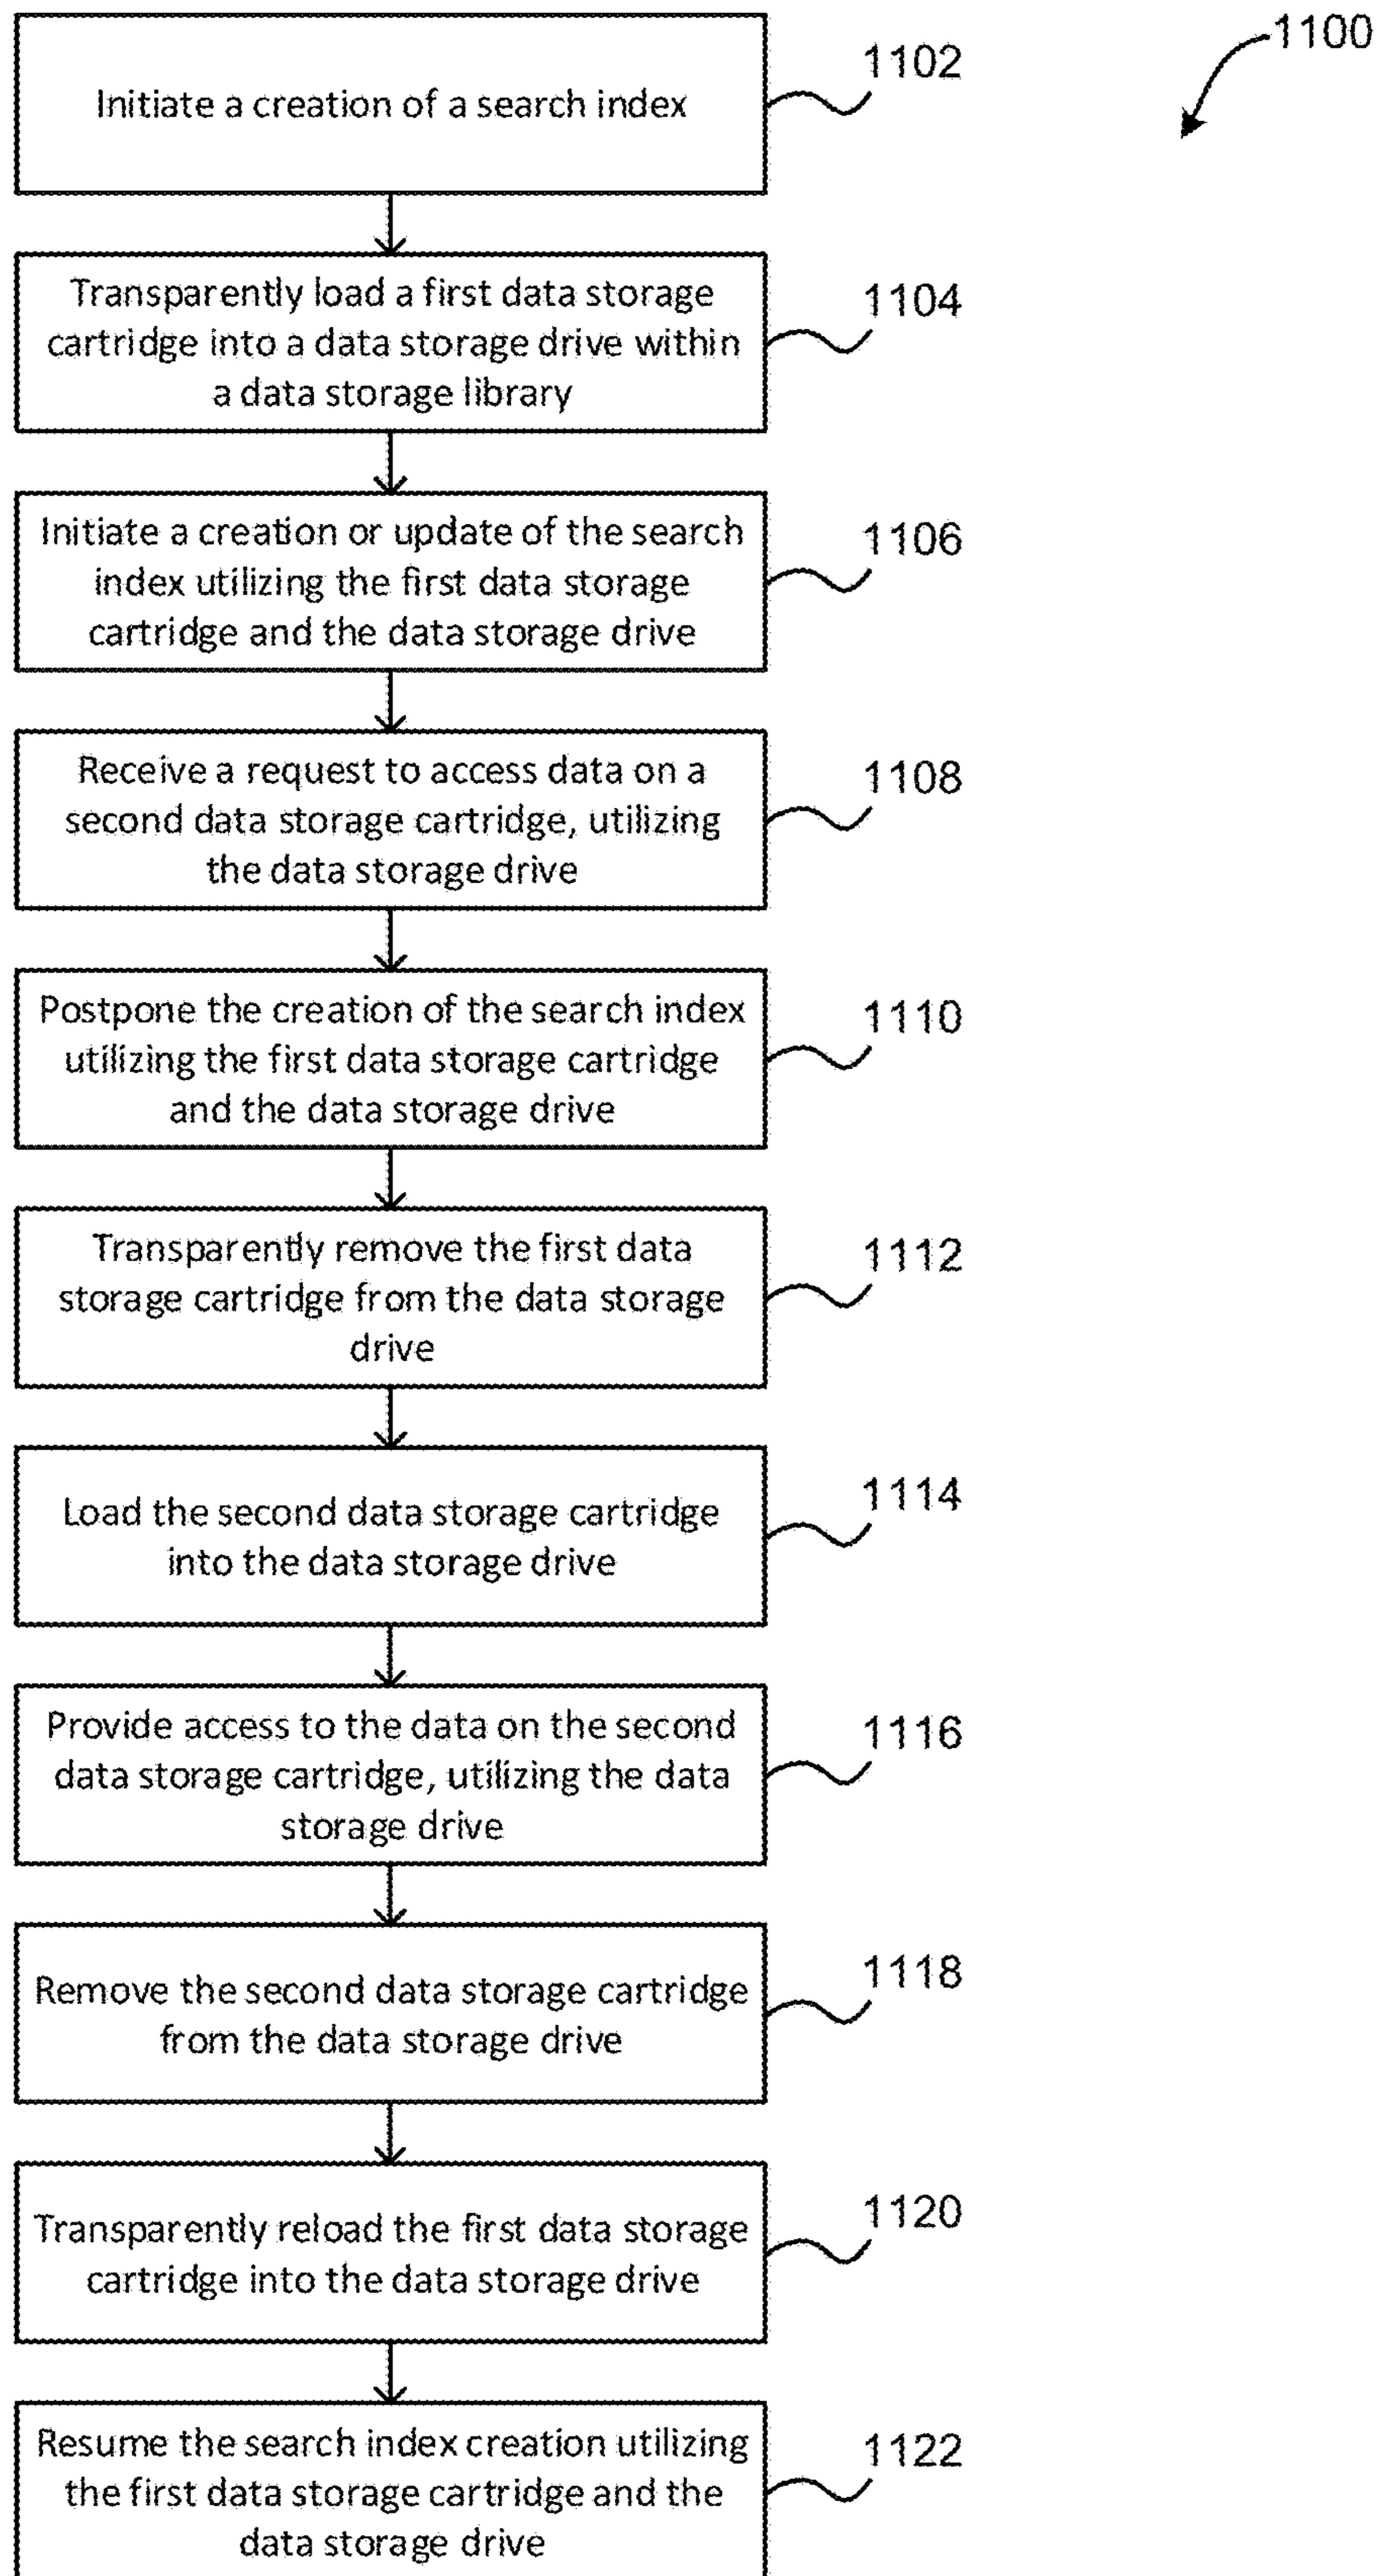 1100
Initiate a creation of a search index
1102
Transparently load a first data storage
cartridge into a data storage drive within
a data storage library
1104
Initiate a creation or update of the search
index utilizing the first data storage
cartridge and the data storage drive
1106
Receive a request to access data on a
second data storage cartridge, utilizing
the data storage drive
1108
Postpone the creation of the search index
utilizing the first data storage cartridge
and the data storage drive
1110
Transparently remove the first data
storage cartridge from the data storage
drive
1112
Load the second data storage cartridge
into the data storage drive
1114
Provide access to the data on the second
data storage cartridge, utilizing the data
storage drive
1116
Remove the second data storage cartridge
from the data storage drive
1118
Transparently reload the first data storage
cartridge into the data storage drive
1120
Resume the search index creation utilizing
the first data storage cartridge and the
data storage drive
1122